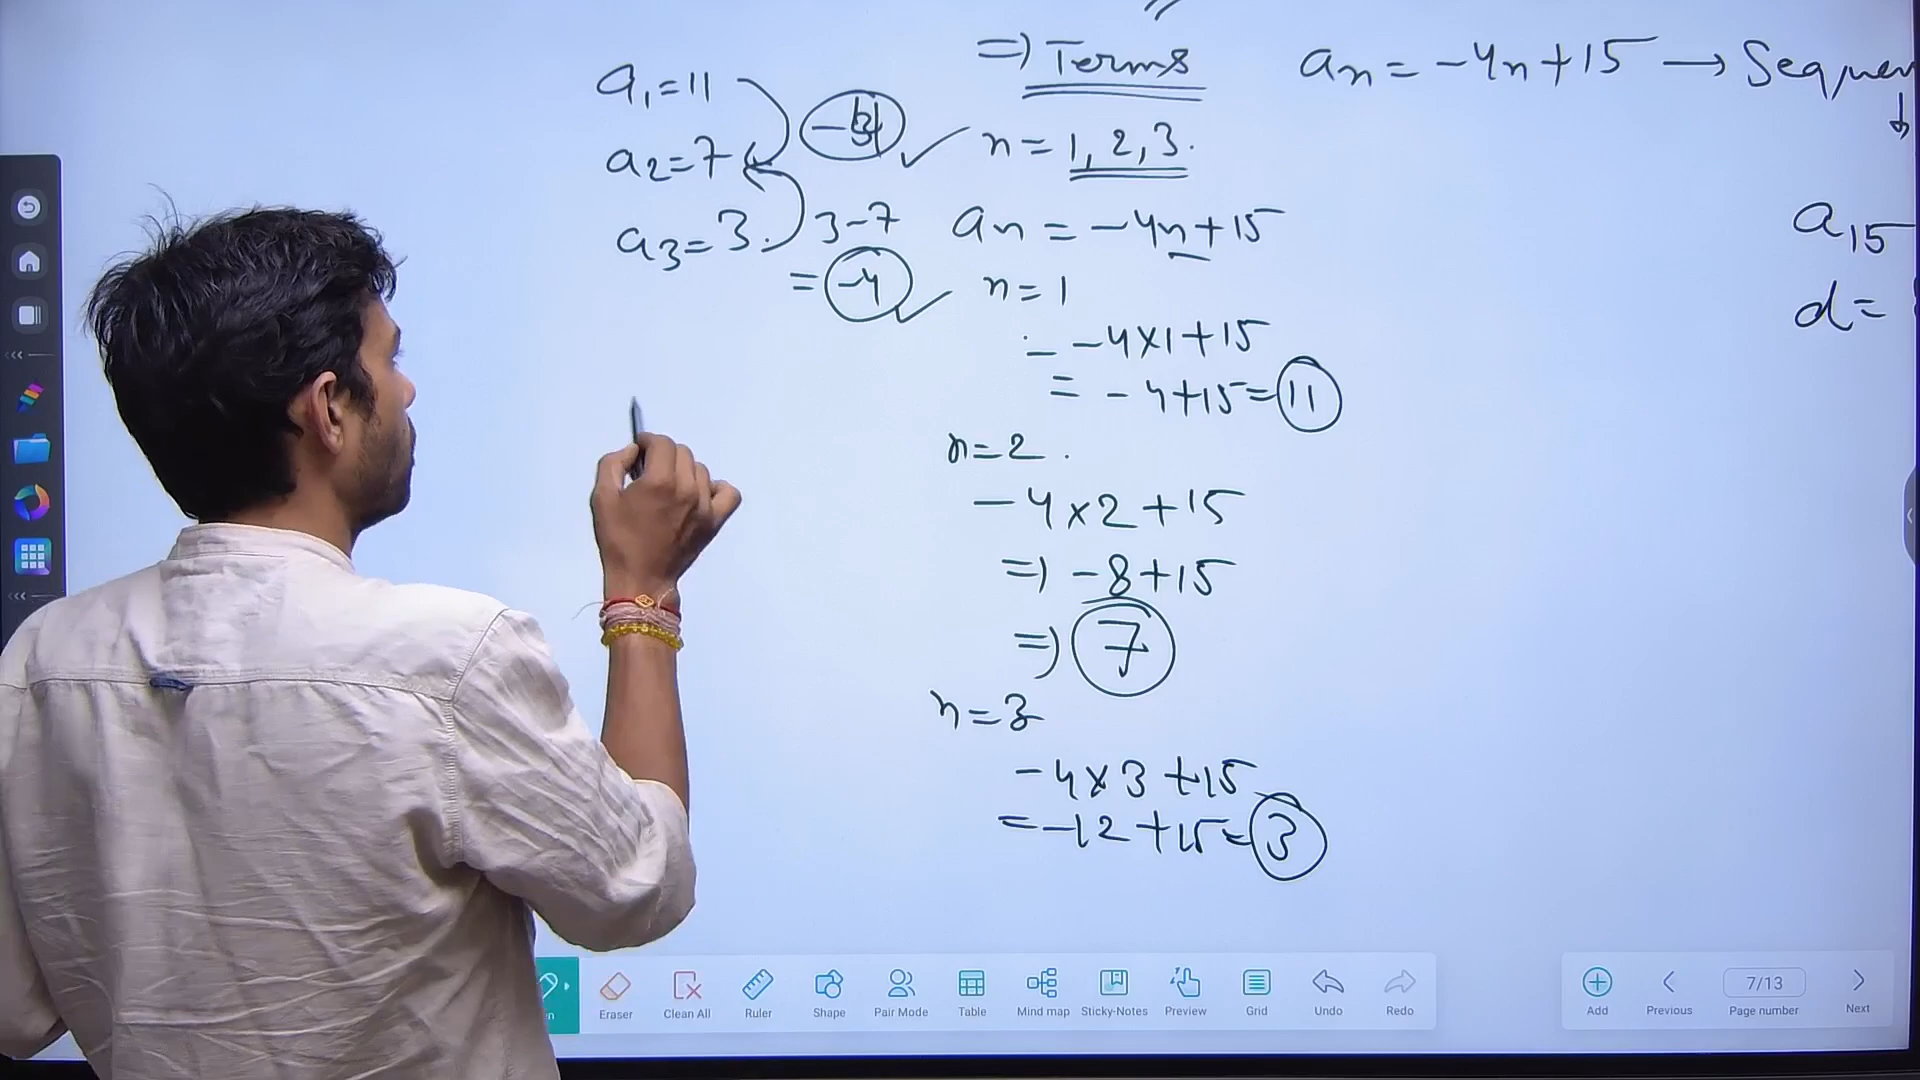 ⇒ Terms
aₙ = -4n+15 → Sequen
a₁=11
-4
n = 1, 2, 3.
a₂=7
a₃=3.
3-7
= -4
aₙ = -4n+15
n = 1
= -4×1+15
= -4+15=11
n=2.
-4×2+15
⇒ -8+15
⇒ 7
n=3
-4×3+15
=-12+15=3
a₁₅
d=
Eraser
Clean All
Ruler
Shape
Pair Mode
Table
Mind map
Sticky-Notes
Preview
Grid
Undo
Redo
Add
Previous
7/13
Page number
Next